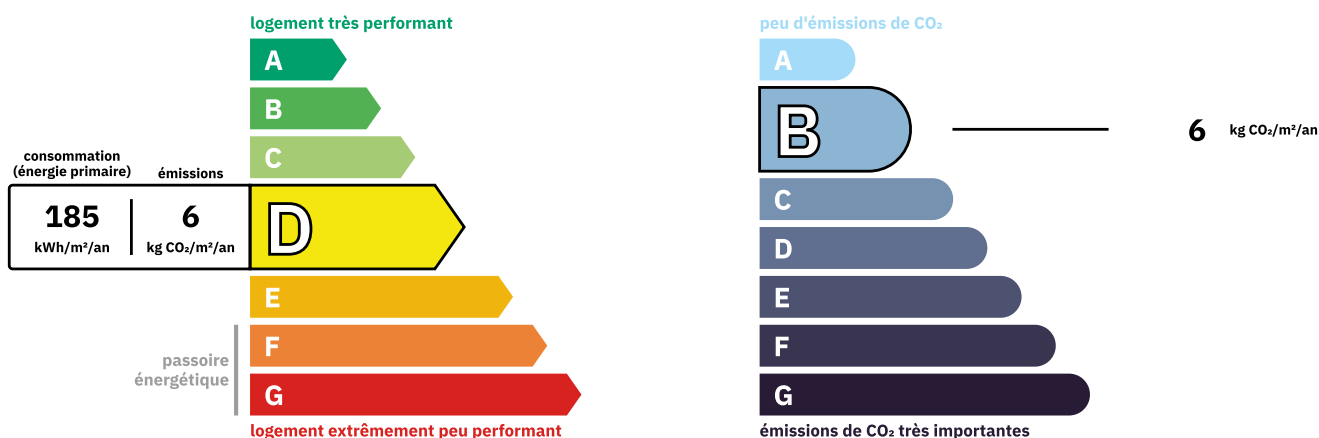 logement très performant
A
B
C
consommation
(énergie primaire)
émissions
185
kWh/m²/an
6
kg CO₂/m²/an
D
E
F
G
passoire
énergétique
logement extrêmement peu performant
peu d'émissions de CO₂
A
B
6 kg CO₂/m²/an
C
D
E
F
G
émissions de CO₂ très importantes